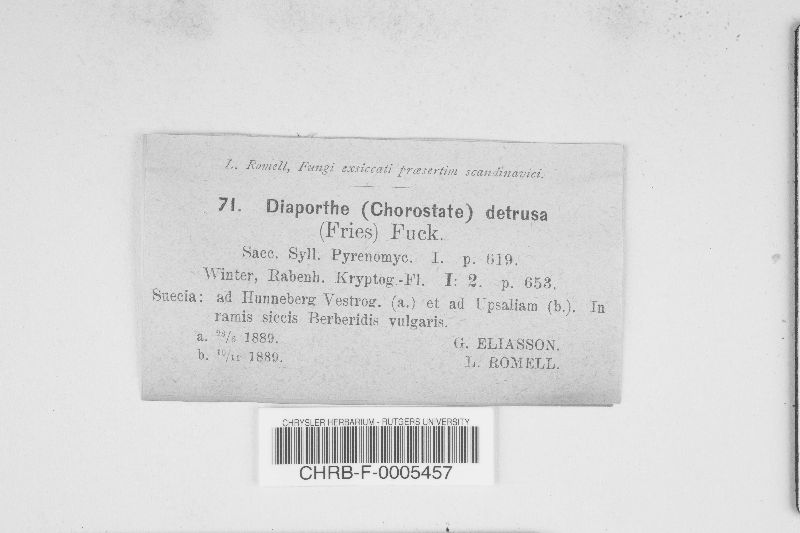 L. Romell, Fungi exsiccati præsertim scandinavici.
71. Diaporthe (Chorostate) detrusa
(Fries) Fuck.
Sacc. Syll. Pyrenomyc. I. p. 619.
Winter, Rabenh. Kryptog.-Fl. I: 2. p. 653.
Suecia: ad Hunneberg Vestrog. (a.) et ad Upsaliam (b.). In
ramis siccis Berberidis vulgaris.
a. 1889. G. ELIASSON.
b. 1889. L. ROMELL.
CHRYSLER HERBARIUM - RUTGERS UNIVERSITY
CHRB-F-0005457